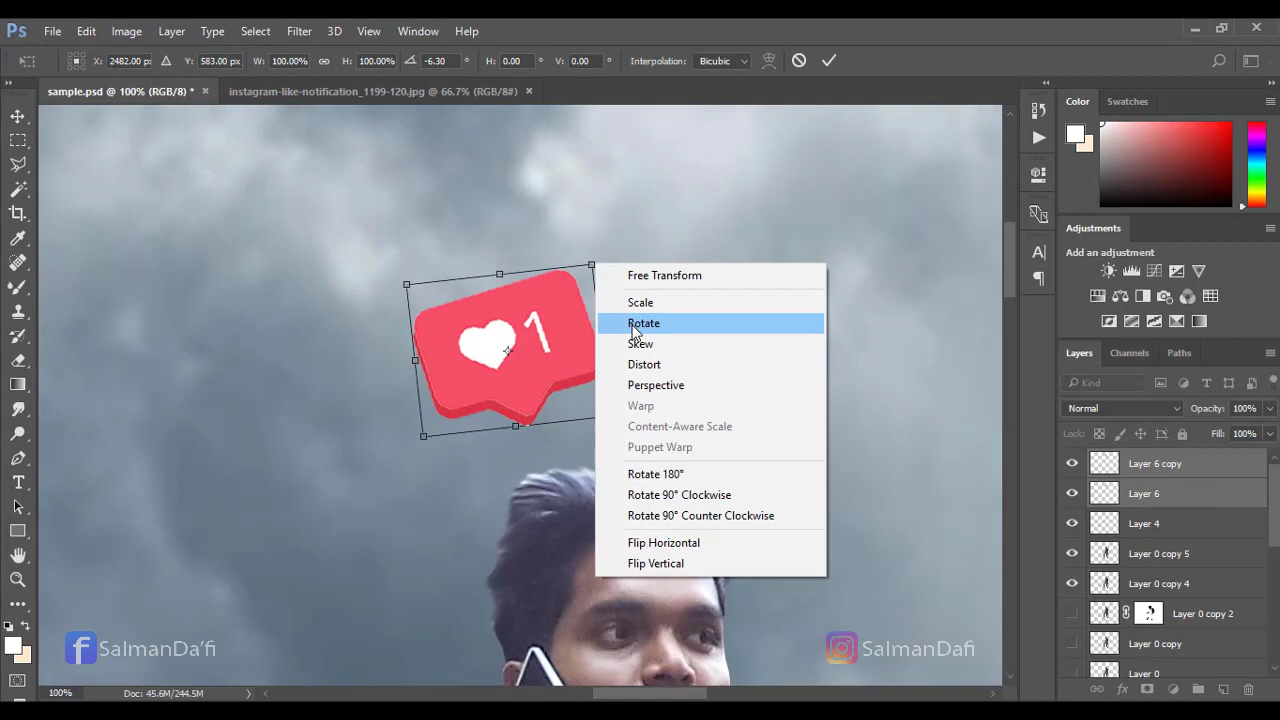 Ps File Edit Image Layer Type Select Filter 3D View Window Help
X: 2482.00 px Y: 583.00 px W: 100.00% H: 100.00% -6.30 ° H: 0.00 ° V: 0.00 ° Interpolation: Bicubic
sample.psd @ 100% (RGB/8) * × instagram-like-notification_1199-120.jpg @ 66.7% (RGB/8#) ×
Color Swatches
Free Transform
Scale
Rotate
Skew
Distort
Perspective
Warp
Content-Aware Scale
Puppet Warp
Rotate 180°
Rotate 90° Clockwise
Rotate 90° Counter Clockwise
Flip Horizontal
Flip Vertical
1
Adjustments
Add an adjustment
Layers Channels Paths
Kind
Normal Opacity: 100%
Lock: Fill: 100%
Layer 6 copy
Layer 6
Layer 4
Layer 0 copy 5
Layer 0 copy 4
Layer 0 copy 2
Layer 0 copy
Layer 0
f SalmanDa'fi
SalmanDafi
100% Doc: 45.6M/244.5M